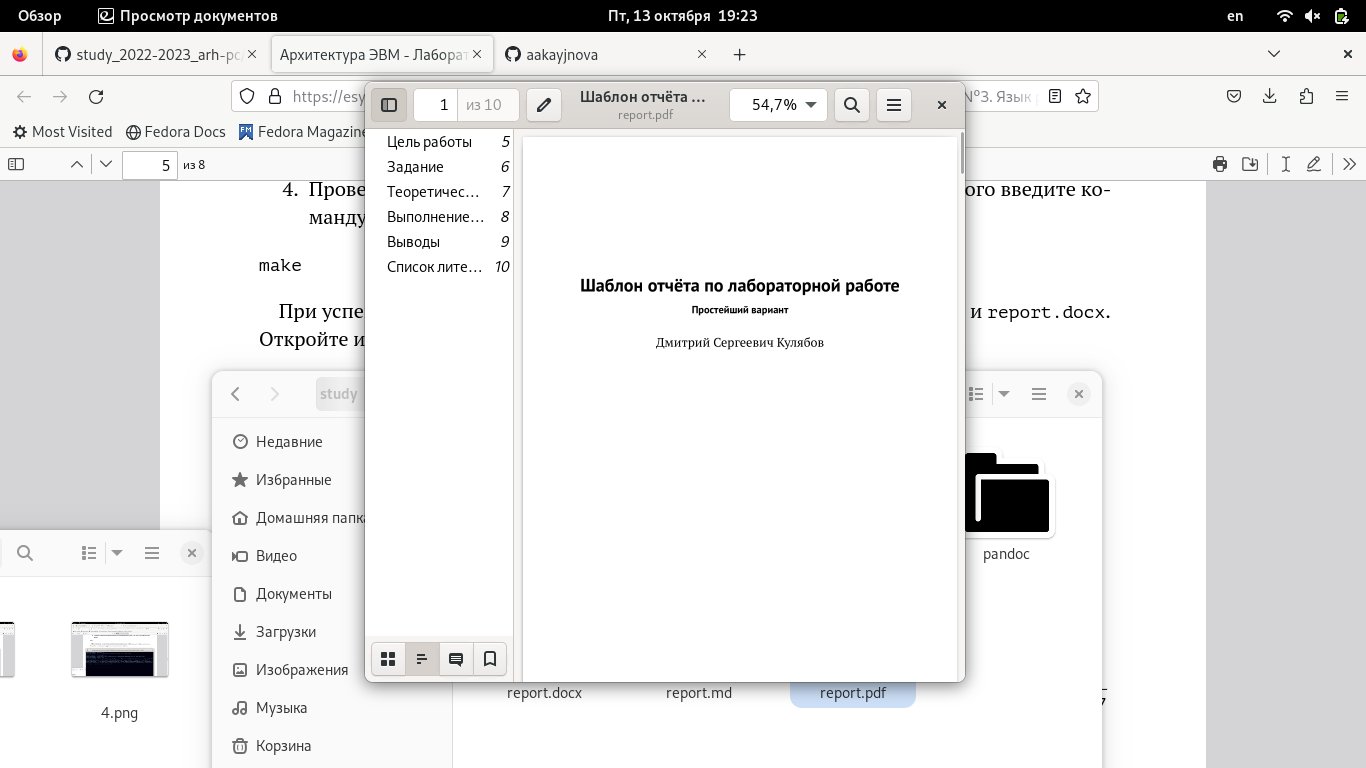 Обзор
Просмотр документов
Пт, 13 октября 19:23
en
study_2022-2023_arh-pc
Архитектура ЭВМ - Лабора
aakayjnova
https://esy
№3. Язык
Most Visited
Fedora Docs
Fedora Magazine
5
из 8
1
из 10
Шаблон отчёта ...
report.pdf
54,7%
Цель работы 5
Задание 6
Теоретичес… 7
Выполнение… 8
Выводы 9
Список лите… 10
Шаблон отчёта по лабораторной работе
Простейший вариант
Дмитрий Сергеевич Кулябов
4. Прове
ого введите ко-
манду
make
При успе
и report.docx.
Откройте и
study
Недавние
Избранные
Домашняя папка
Видео
Документы
Загрузки
Изображения
Музыка
Корзина
pandoc
report.docx
report.md
report.pdf
4.png